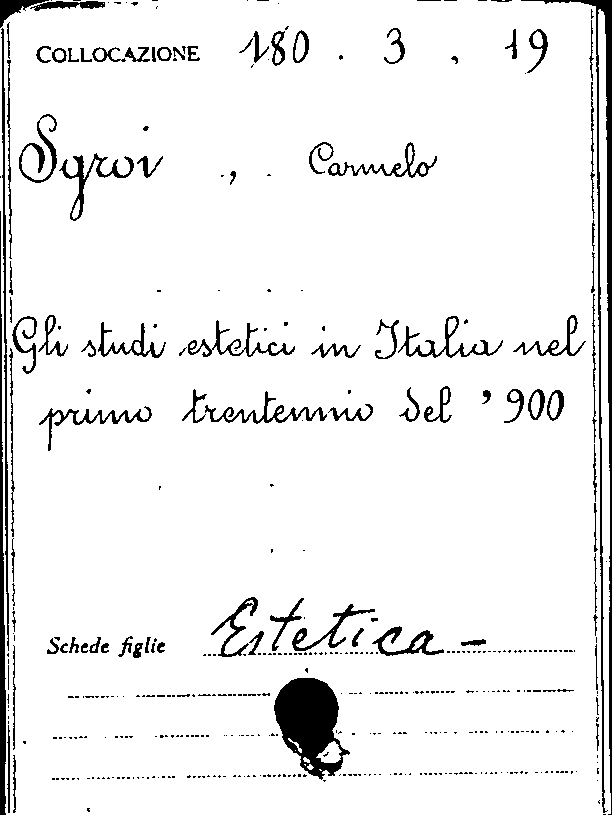 COLLOCAZIONE 180 . 3 . 19
Sgroi , Carmelo
Gli studi estetici in Italia nel
primo trentennio del '900
Schede figlie Estetica -